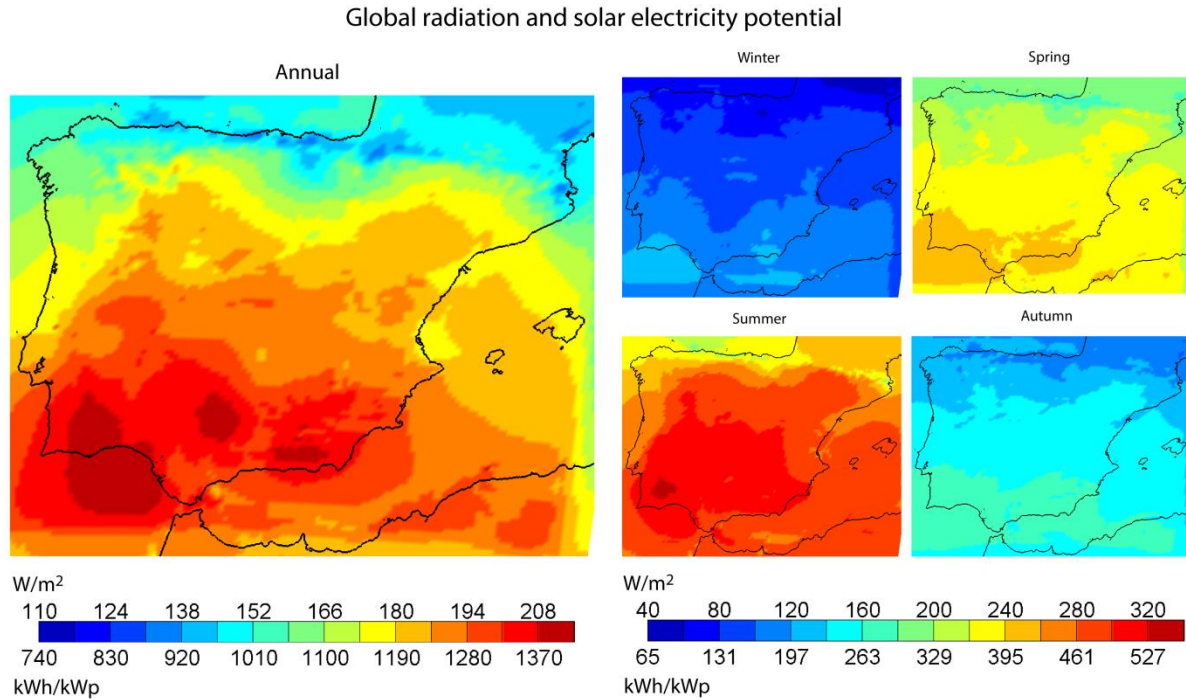 Global radiation and solar electricity potential
Annual
Winter
Spring
Summer
Autumn
W/m²
110 124 138 152 166 180 194 208
740 830 920 1010 1100 1190 1280 1370
kWh/kWp
W/m²
40 80 120 160 200 240 280 320
65 131 197 263 329 395 461 527
kWh/kWp